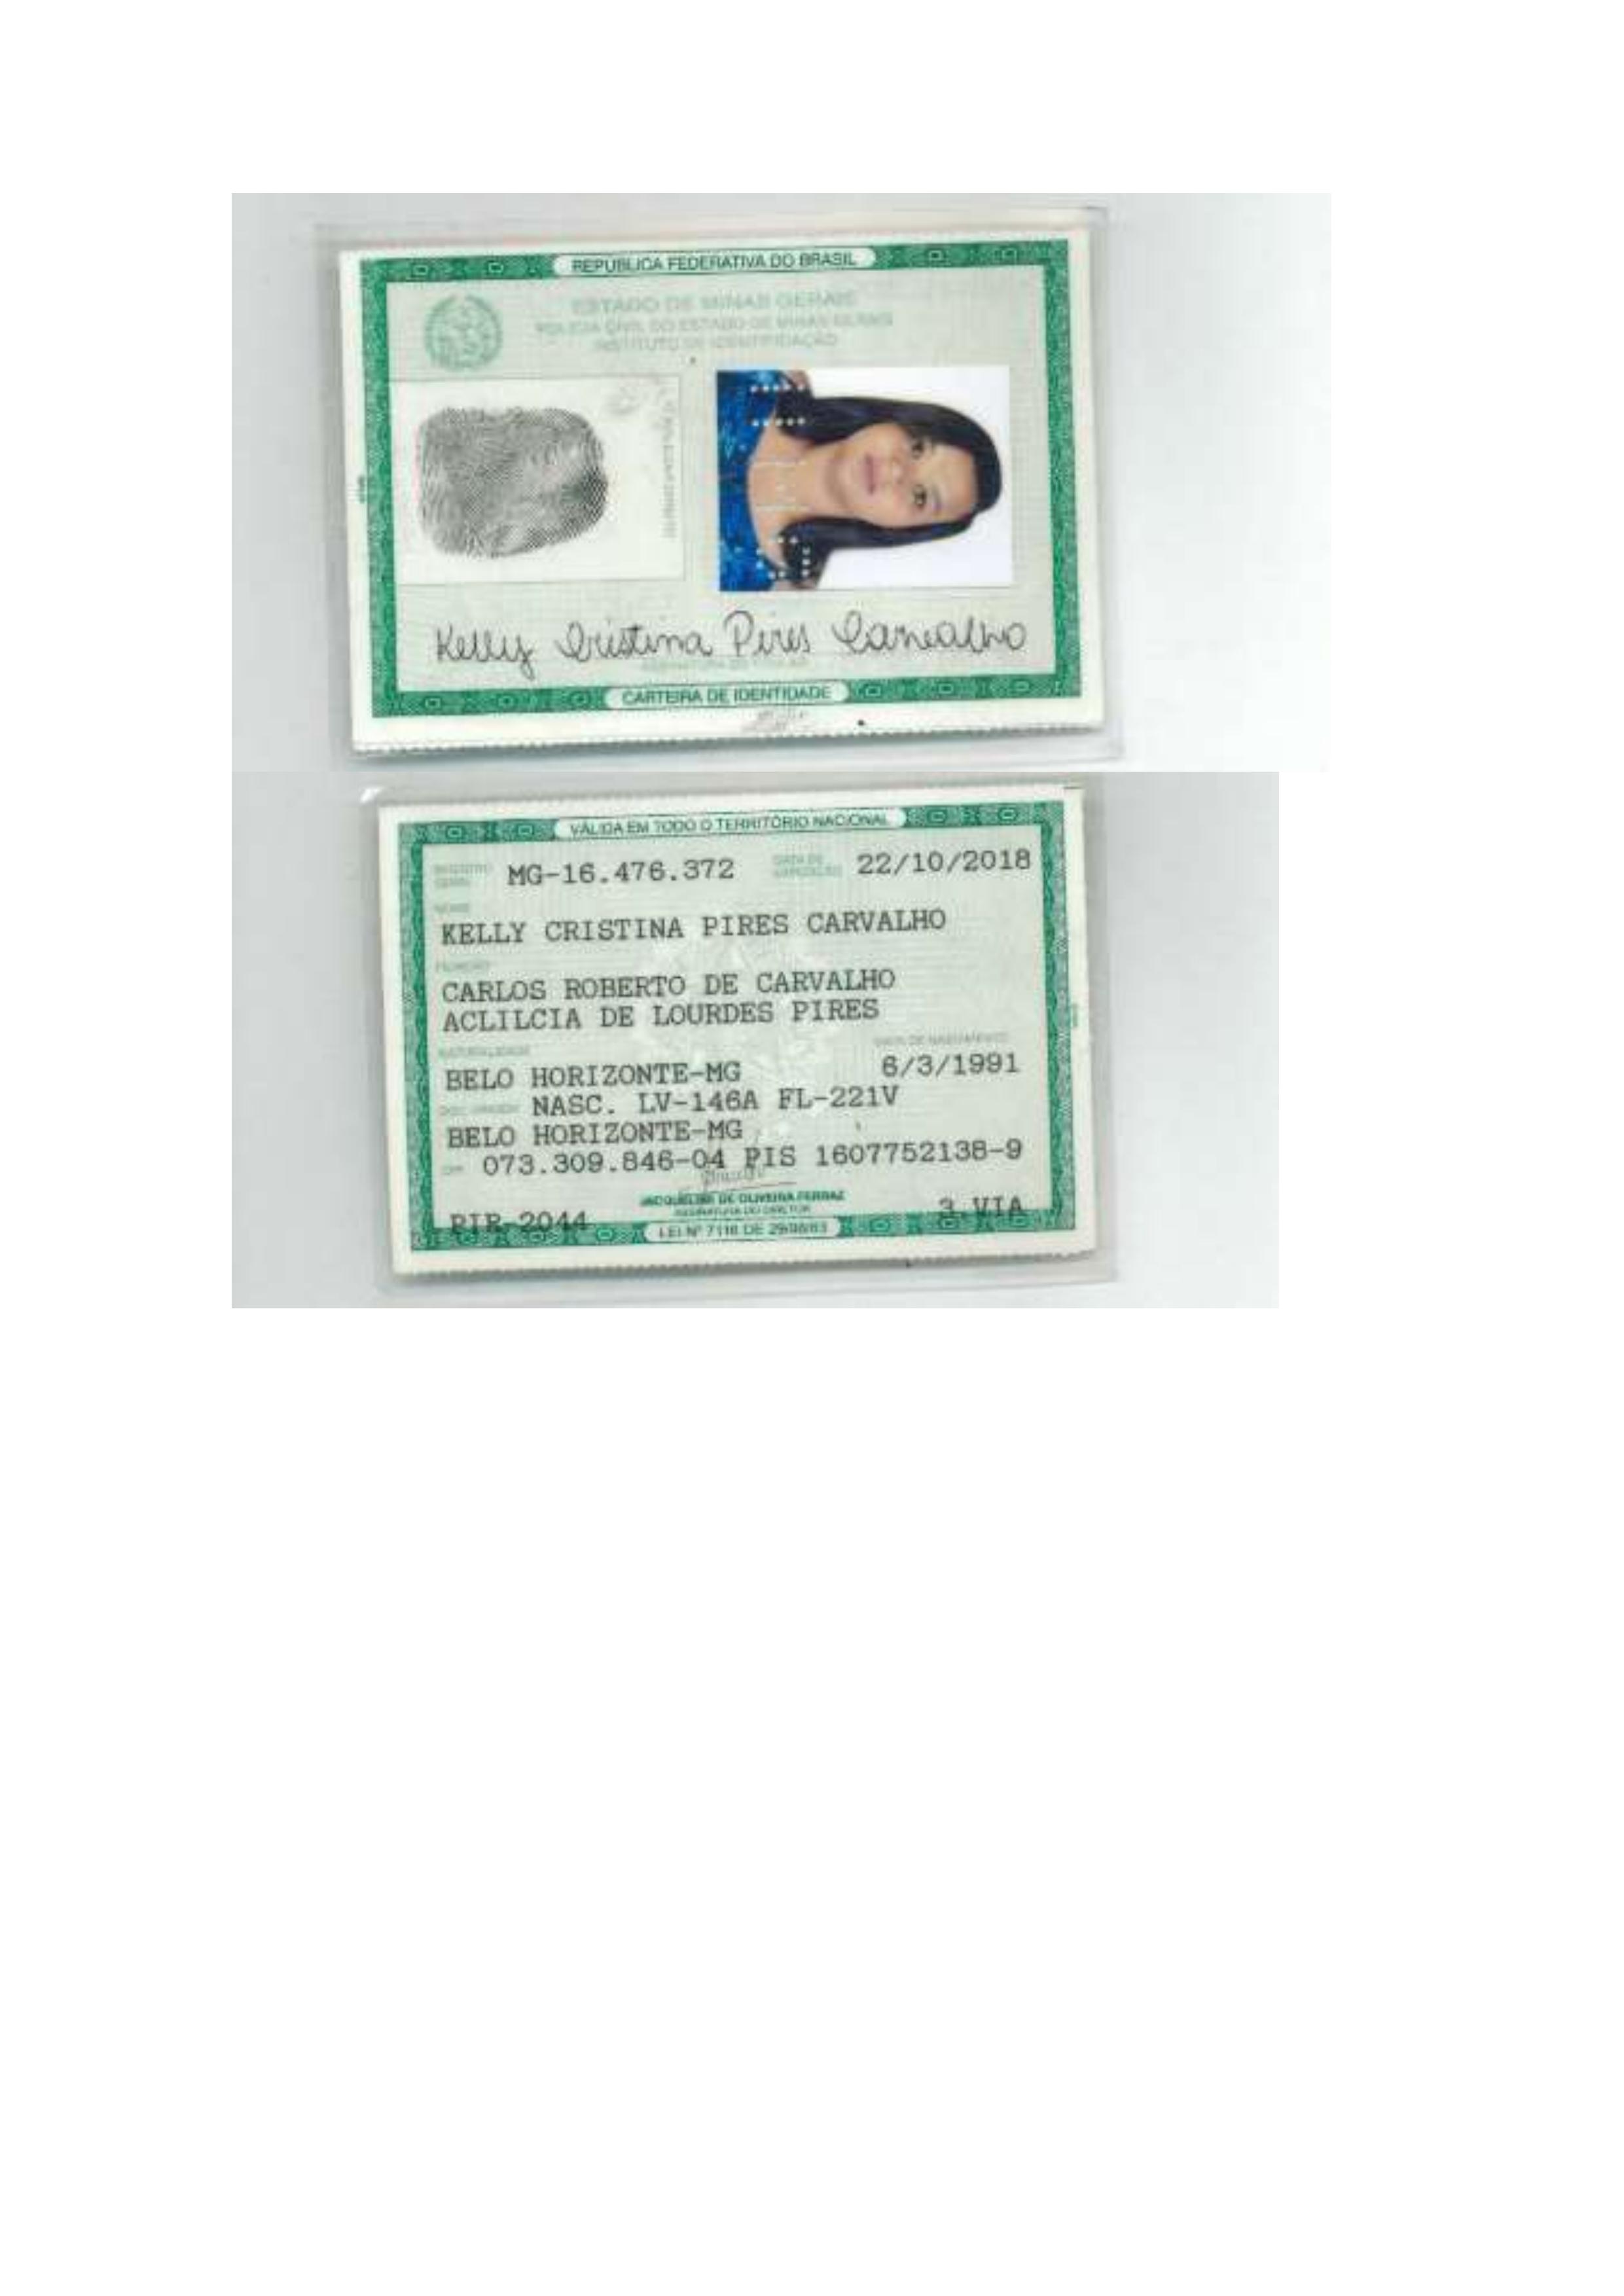 REPÚBLICA FEDERATIVA DO BRASIL
ESTADO DE MINAS GERAIS
POLÍCIA CIVIL DO ESTADO DE MINAS GERAIS
INSTITUTO DE IDENTIFICAÇÃO
Kelly Cristina Pires Carvalho
ASSINATURA DO TITULAR
CARTEIRA DE IDENTIDADE
VÁLIDA EM TODO O TERRITÓRIO NACIONAL
REGISTRO GERAL MG-16.476.372 DATA DE EXPEDIÇÃO 22/10/2018
NOME
KELLY CRISTINA PIRES CARVALHO
FILIAÇÃO
CARLOS ROBERTO DE CARVALHO
ACLILCIA DE LOURDES PIRES
NATURALIDADE DATA DE NASCIMENTO
BELO HORIZONTE-MG 6/3/1991
DOC. ORIGEM NASC. LV-146A FL-221V
BELO HORIZONTE-MG
CPF 073.309.846-04 PIS 1607752138-9
JACQUELINE DE OLIVEIRA FERRAZ
PIR-2044 ASSINATURA DO DIRETOR 3.VIA
LEI Nº 7116 DE 29/08/83